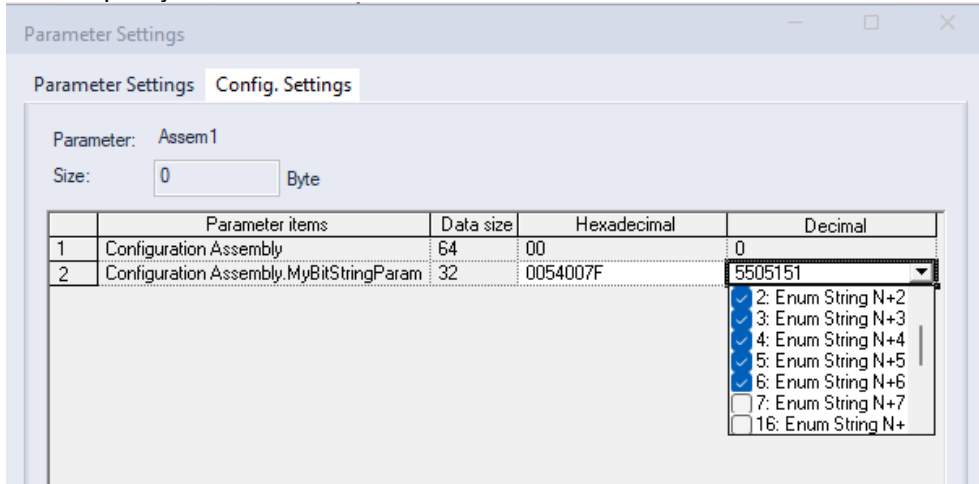 Parameter Settings
Parameter Settings Config. Settings
Parameter: Assem1
Size: 0 Byte
Parameter items Data size Hexadecimal Decimal
1 Configuration Assembly 64 00 0
2 Configuration Assembly.MyBitStringParam 32 0054007F 5505151
2: Enum String N+2
3: Enum String N+3
4: Enum String N+4
5: Enum String N+5
6: Enum String N+6
7: Enum String N+7
16: Enum String N+